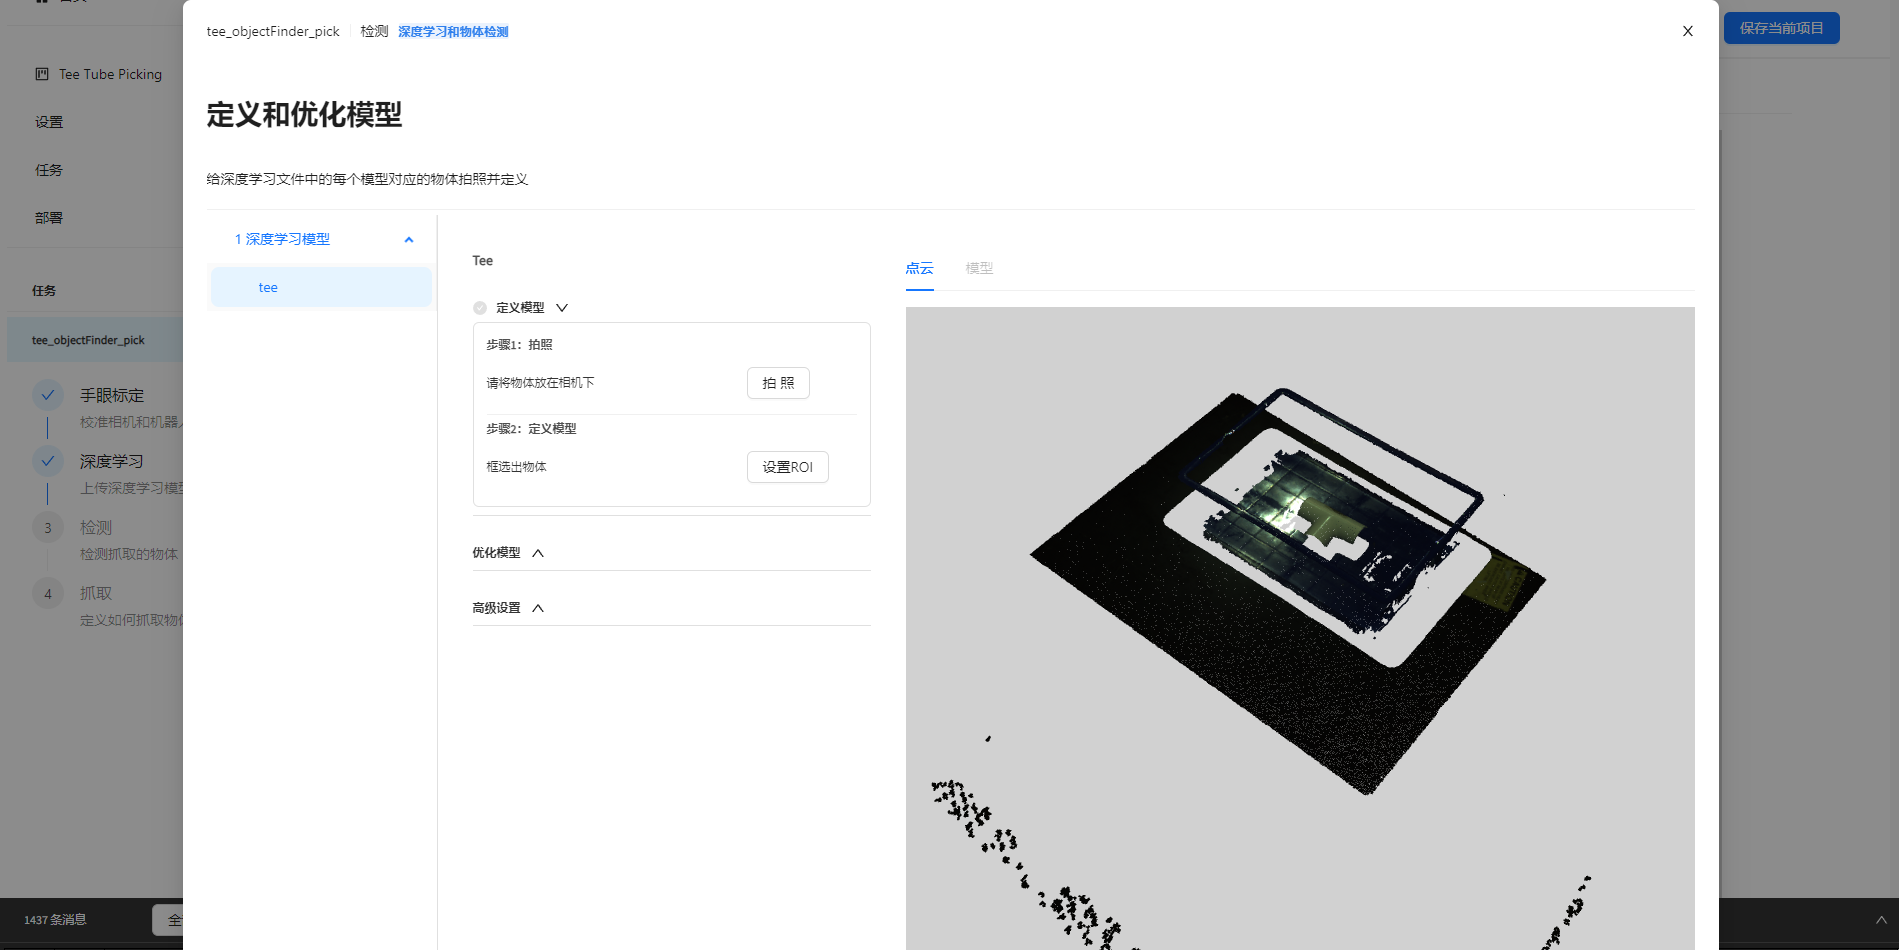 tee_objectFinder_pick 检测 深度学习和物体检测
X
保存当前项目
Tee Tube Picking
设置
任务
部署
任务
tee_objectFinder_pick
手眼标定
校准相机和机器
深度学习
上传深度学习模型
3 检测
检测抓取的物体
4 抓取
定义如何抓取物体
定义和优化模型
给深度学习文件中的每个模型对应的物体拍照并定义
1 深度学习模型
tee
Tee
定义模型
步骤1：拍照
请将物体放在相机下
拍 照
步骤2：定义模型
框选出物体
设置ROI
优化模型
高级设置
点云 模型
1437 条消息
全